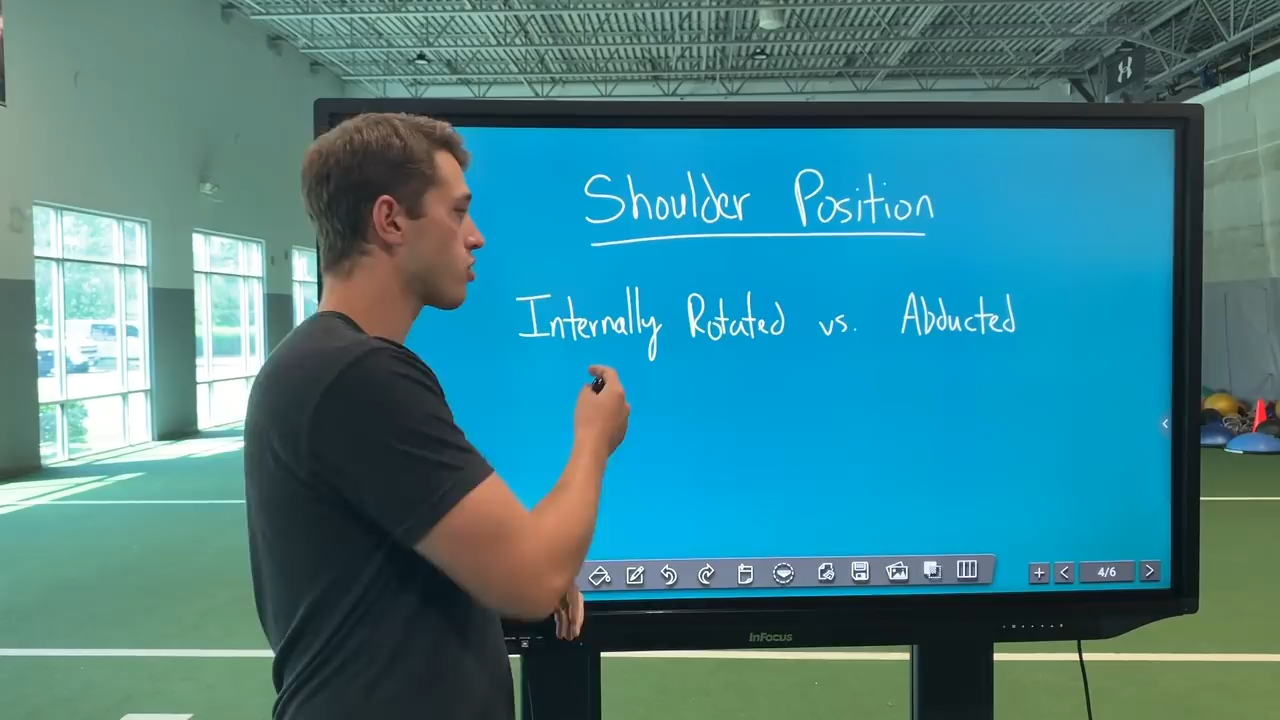 Shoulder Position
Internally Rotated vs. Abducted
4/6
InFocus